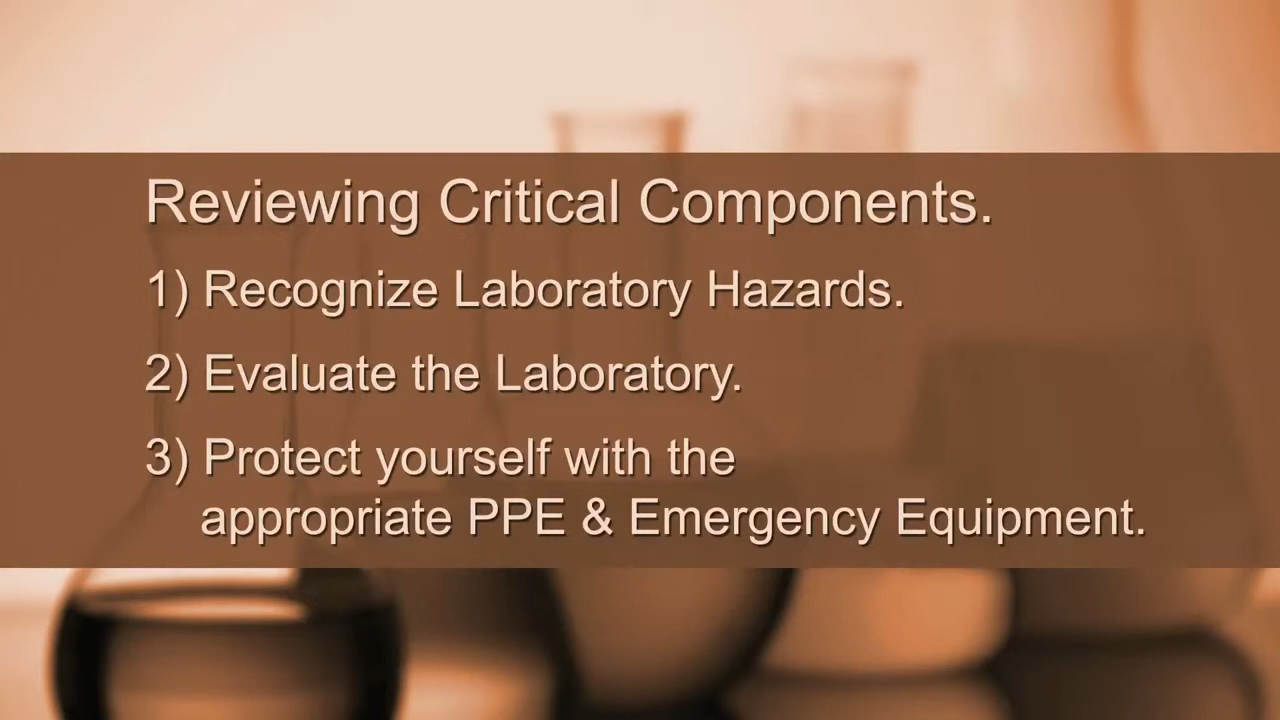 Reviewing Critical Components.
1) Recognize Laboratory Hazards.
2) Evaluate the Laboratory.
3) Protect yourself with the
appropriate PPE & Emergency Equipment.